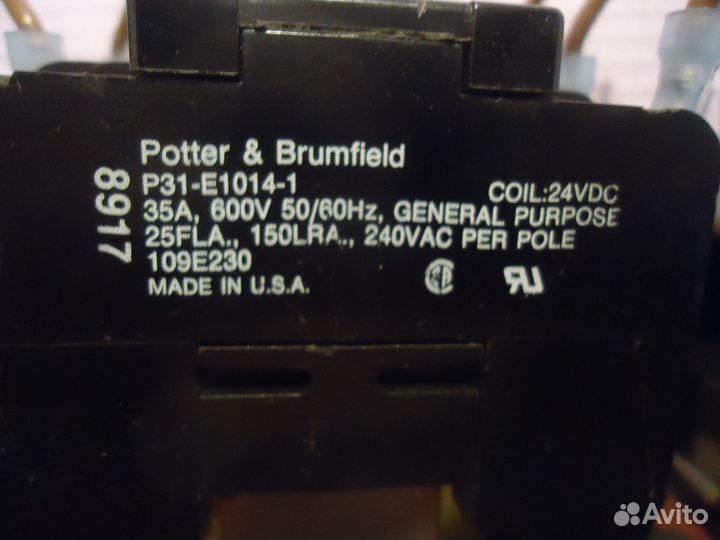 Potter & Brumfield
P31-E1014-1 COIL:24VDC
35A, 600V 50/60Hz, GENERAL PURPOSE
25FLA., 150LRA., 240VAC PER POLE
109E230
MADE IN U.S.A.
8917
Avito